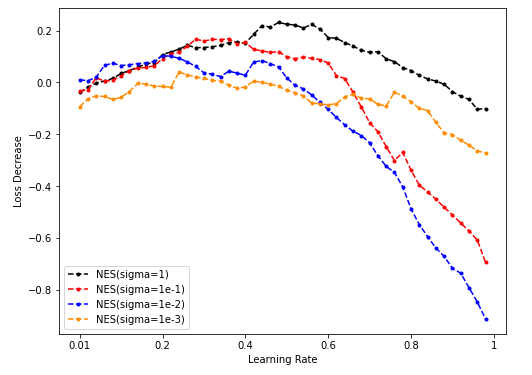 0.2
0.0
−0.2
−0.4
−0.6
−0.8
Loss Decrease
NES(sigma=1)
NES(sigma=1e-1)
NES(sigma=1e-2)
NES(sigma=1e-3)
0.01 0.2 0.4 0.6 0.8 1
Learning Rate